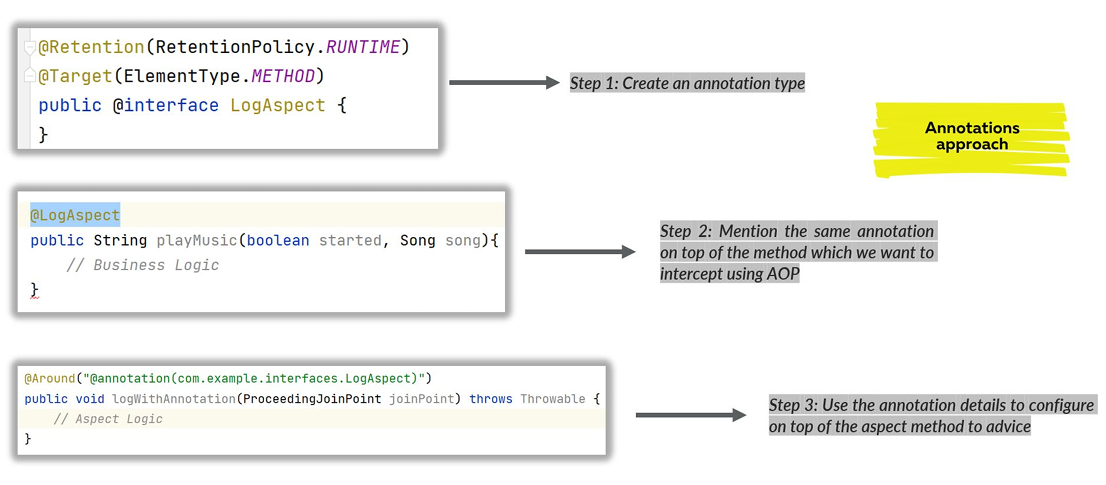 @Retention(RetentionPolicy.RUNTIME)
@Target(ElementType.METHOD)
public @interface LogAspect {
}
Step 1: Create an annotation type
Annotations
approach
@LogAspect
public String playMusic(boolean started, Song song){
// Business Logic
}
Step 2: Mention the same annotation
on top of the method which we want to
intercept using AOP
@Around("@annotation(com.example.interfaces.LogAspect)")
public void logWithAnnotation(ProceedingJoinPoint joinPoint) throws Throwable {
// Aspect Logic
}
Step 3: Use the annotation details to configure
on top of the aspect method to advice